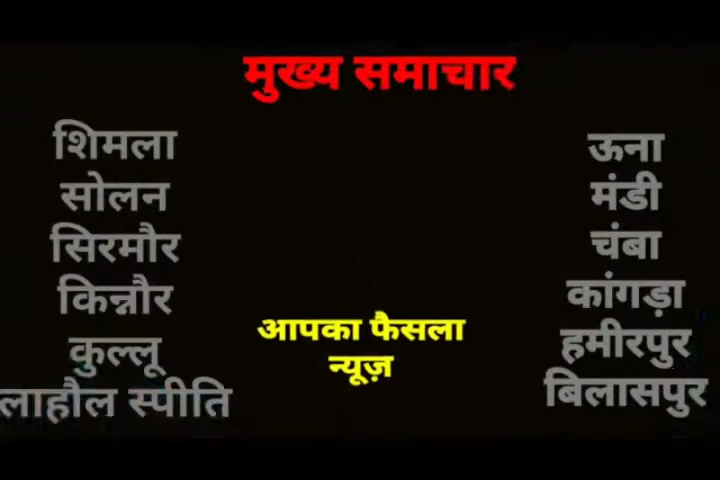 मुख्य समाचार
शिमला
सोलन
सिरमौर
किन्नौर
कुल्लू
लाहौल स्पीति
आपका फैसला
न्यूज़
ऊना
मंडी
चंबा
कांगड़ा
हमीरपुर
बिलासपुर